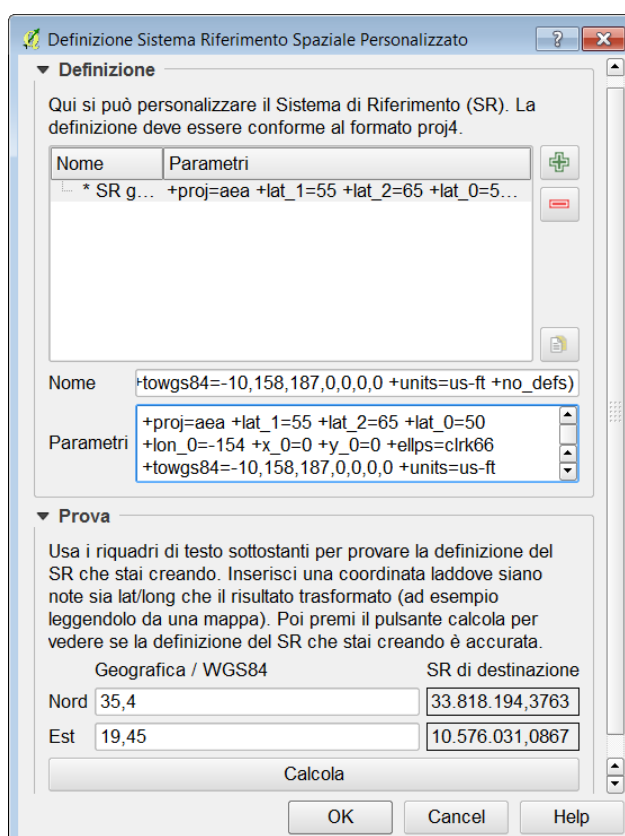 Definizione Sistema Riferimento Spaziale Personalizzato
Definizione
Qui si può personalizzare il Sistema di Riferimento (SR). La
definizione deve essere conforme al formato proj4.
Nome Parametri
* SR g... +proj=aea +lat_1=55 +lat_2=65 +lat_0=5...
Nome +towgs84=-10,158,187,0,0,0,0 +units=us-ft +no_defs)
Parametri
+proj=aea +lat_1=55 +lat_2=65 +lat_0=50
+lon_0=-154 +x_0=0 +y_0=0 +ellps=clrk66
+towgs84=-10,158,187,0,0,0,0 +units=us-ft
Prova
Usa i riquadri di testo sottostanti per provare la definizione del
SR che stai creando. Inserisci una coordinata laddove siano
note sia lat/long che il risultato trasformato (ad esempio
leggendolo da una mappa). Poi premi il pulsante calcola per
vedere se la definizione del SR che stai creando è accurata.
Geografica / WGS84 SR di destinazione
Nord 35,4 33.818.194,3763
Est 19,45 10.576.031,0867
Calcola
OK Cancel Help